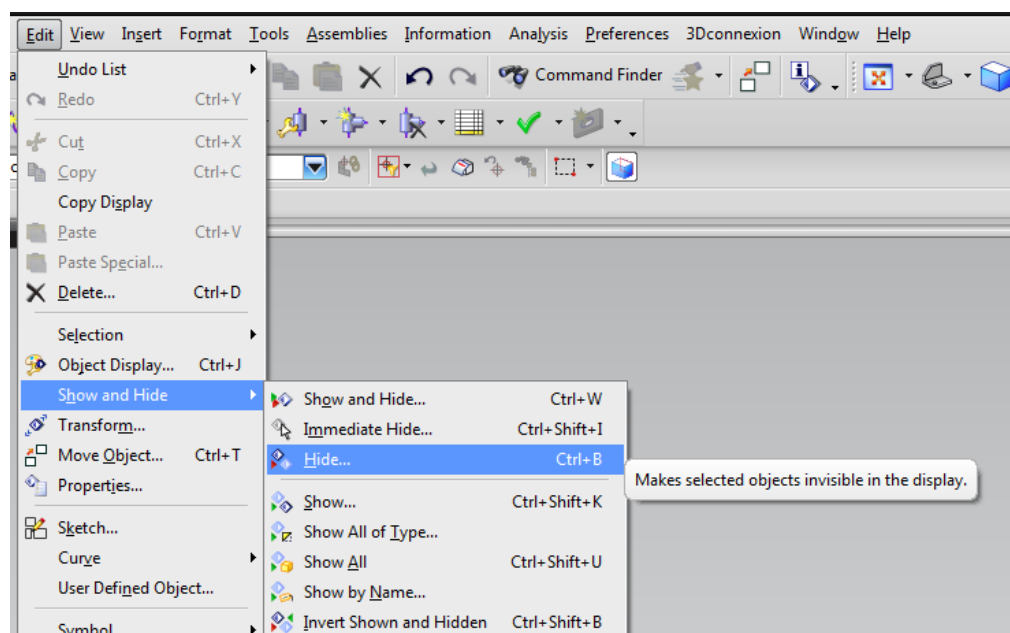 Edit View Insert Format Tools Assemblies Information Analysis Preferences 3Dconnexion Window Help
Undo List
Command Finder
Redo Ctrl+Y
Cut Ctrl+X
Copy Ctrl+C
Copy Display
Paste Ctrl+V
Paste Special...
Delete... Ctrl+D
Selection
Object Display... Ctrl+J
Show and Hide
Transform...
Move Object... Ctrl+T
Properties...
Sketch...
Curve
User Defined Object...
Symbol
Show and Hide... Ctrl+W
Immediate Hide... Ctrl+Shift+I
Hide... Ctrl+B
Makes selected objects invisible in the display.
Show... Ctrl+Shift+K
Show All of Type...
Show All Ctrl+Shift+U
Show by Name...
Invert Shown and Hidden Ctrl+Shift+B